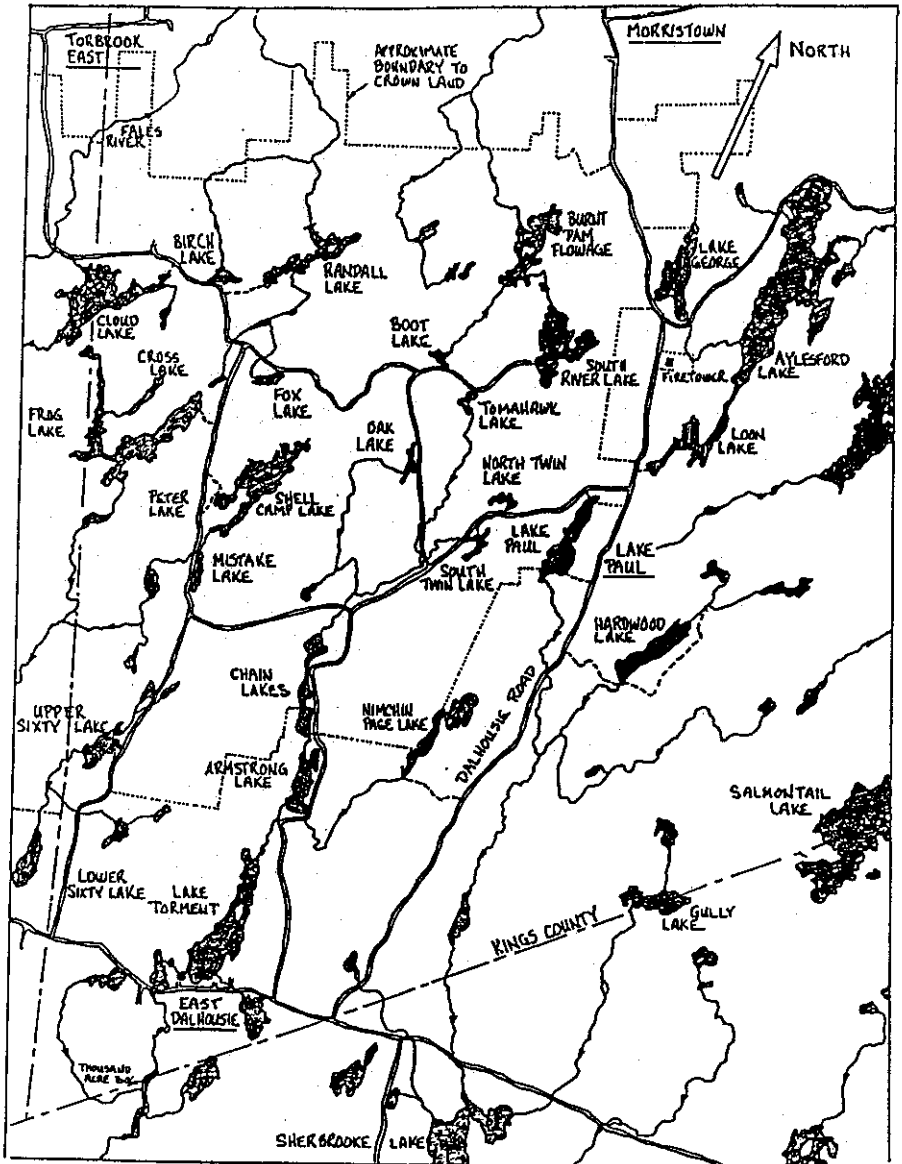 TORBROOK
EAST
APPROXIMATE
BOUNDARY TO
CROWN LAND
MORRISTOWN
NORTH
FALES
RIVER
BIRCH
LAKE
RANDALL
LAKE
BURNT
DAM
FLOWAGE
LAKE
GEORGE
CLOUD
LAKE
BOOT
LAKE
CROSS
LAKE
FOX
LAKE
SOUTH
RIVER LAKE
FIRETOWER
AYLESFORD
LAKE
TOMAHAWK
LAKE
FROG
LAKE
OAK
LAKE
LOON
LAKE
NORTH TWIN
LAKE
PETER
LAKE
SHELL
CAMP LAKE
LAKE
PAUL
LAKE
PAUL
MISTAKE
LAKE
SOUTH
TWIN LAKE
HARDWOOD
LAKE
CHAIN
LAKES
NIMCHIN
PAGE LAKE
DALHOUSIE ROAD
UPPER
SIXTY LAKE
ARMSTRONG
LAKE
SALMONTAIL
LAKE
LOWER
SIXTY LAKE
LAKE
TORMENT
GULLY
LAKE
KINGS COUNTY
EAST
DALHOUSIE
THOUSAND
ACRE BOG
SHERBROOKE LAKE